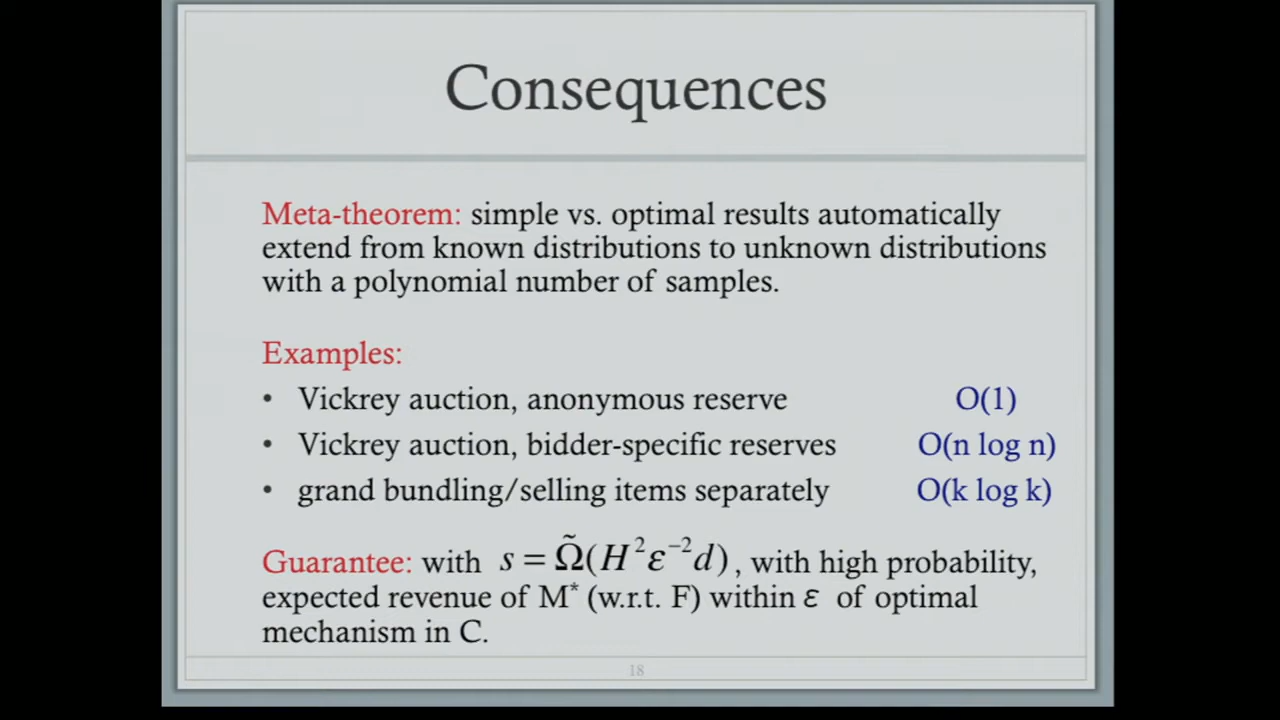 Consequences
Meta-theorem: simple vs. optimal results automatically
extend from known distributions to unknown distributions
with a polynomial number of samples.
Examples:
• Vickrey auction, anonymous reserve O(1)
• Vickrey auction, bidder-specific reserves O(n log n)
• grand bundling/selling items separately O(k log k)
Guarantee: with s = Ω̃(H²ε⁻²d), with high probability,
expected revenue of M* (w.r.t. F) within ε of optimal
mechanism in C.
18